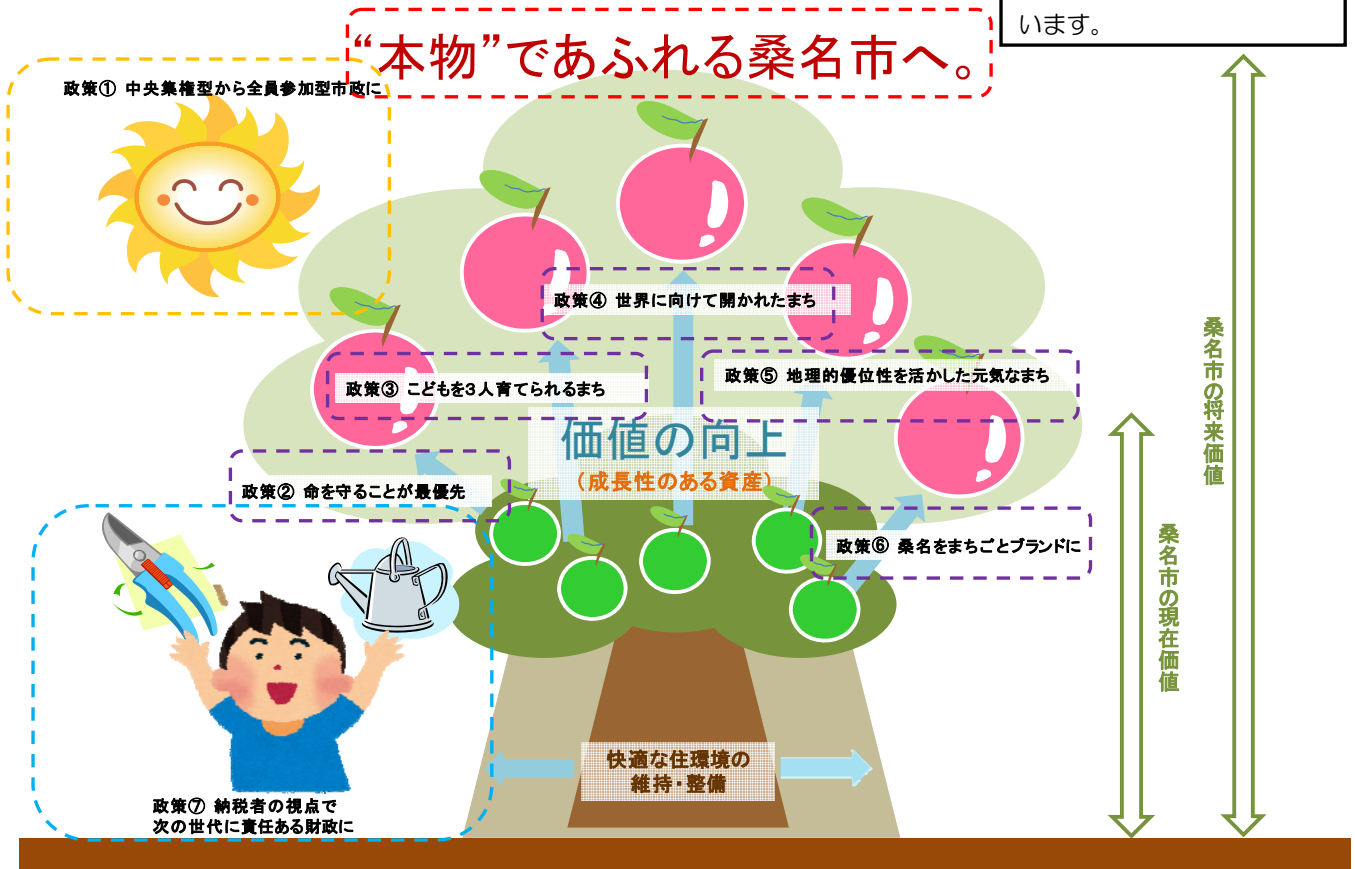 います。
“本物”であふれる桑名市へ。
政策① 中央集権型から全員参加型市政に
政策④ 世界に向けて開かれたまち
政策③ こどもを3人育てられるまち
政策⑤ 地理的優位性を活かした元気なまち
価値の向上
（成長性のある資産）
政策② 命を守ることが最優先
政策⑥ 桑名をまちごとブランドに
桑名市の将来価値
桑名市の現在価値
快適な住環境の
維持・整備
政策⑦ 納税者の視点で
次の世代に責任ある財政に